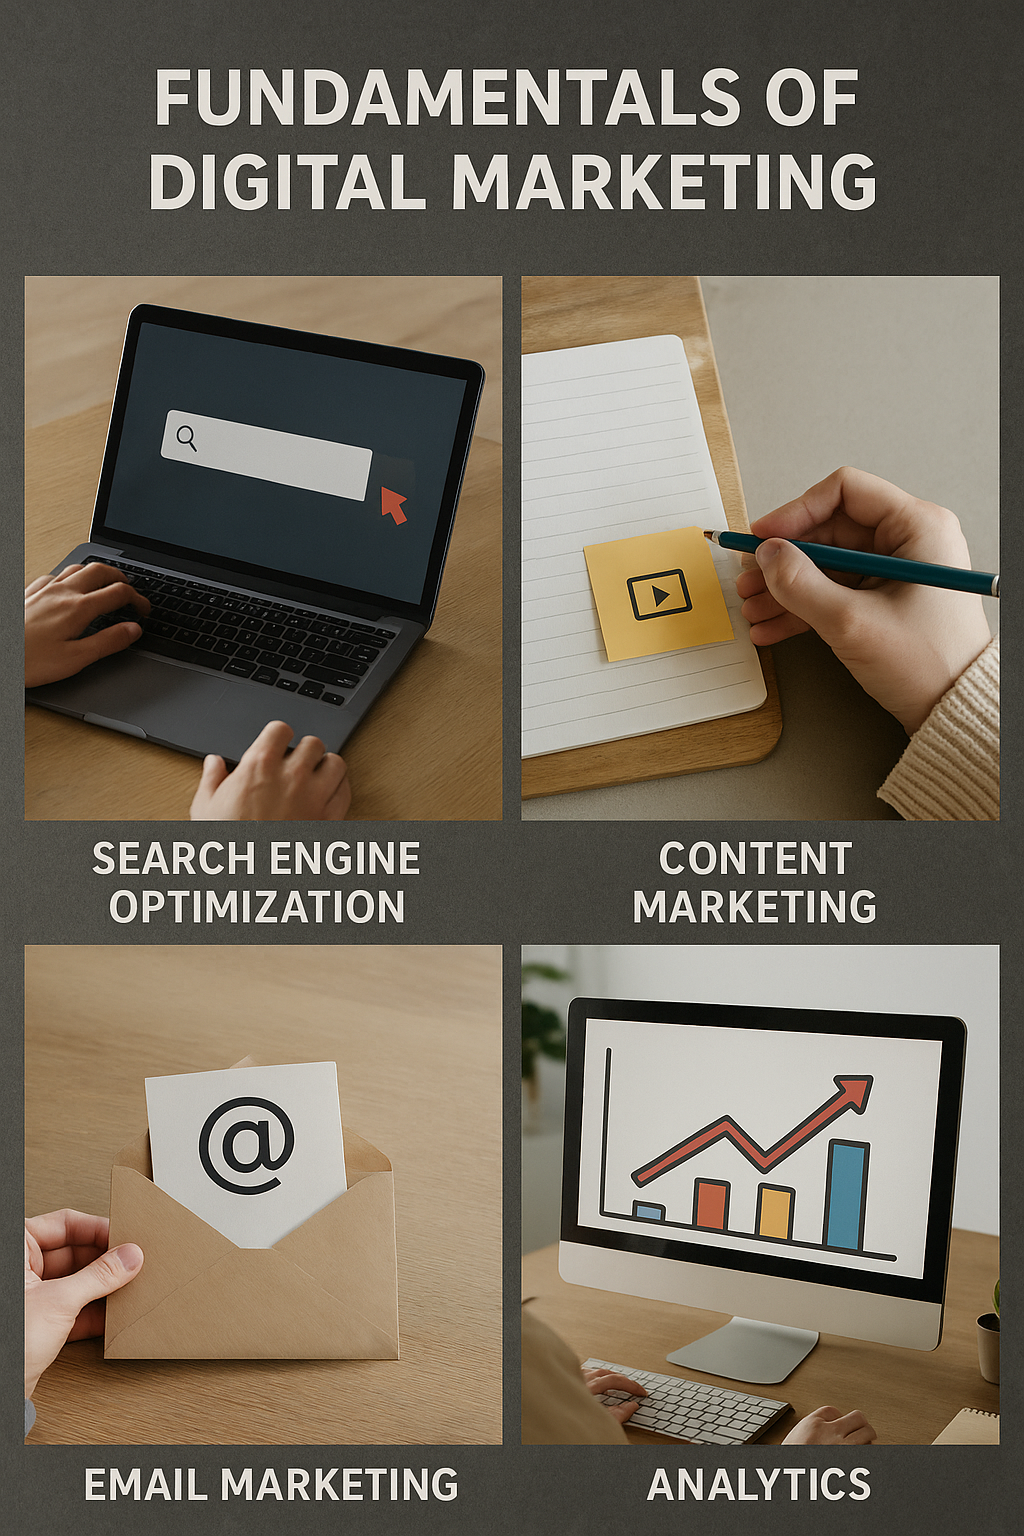 FUNDAMENTALS OF
DIGITAL MARKETING
SEARCH ENGINE
OPTIMIZATION
CONTENT
MARKETING
@
EMAIL MARKETING
ANALYTICS